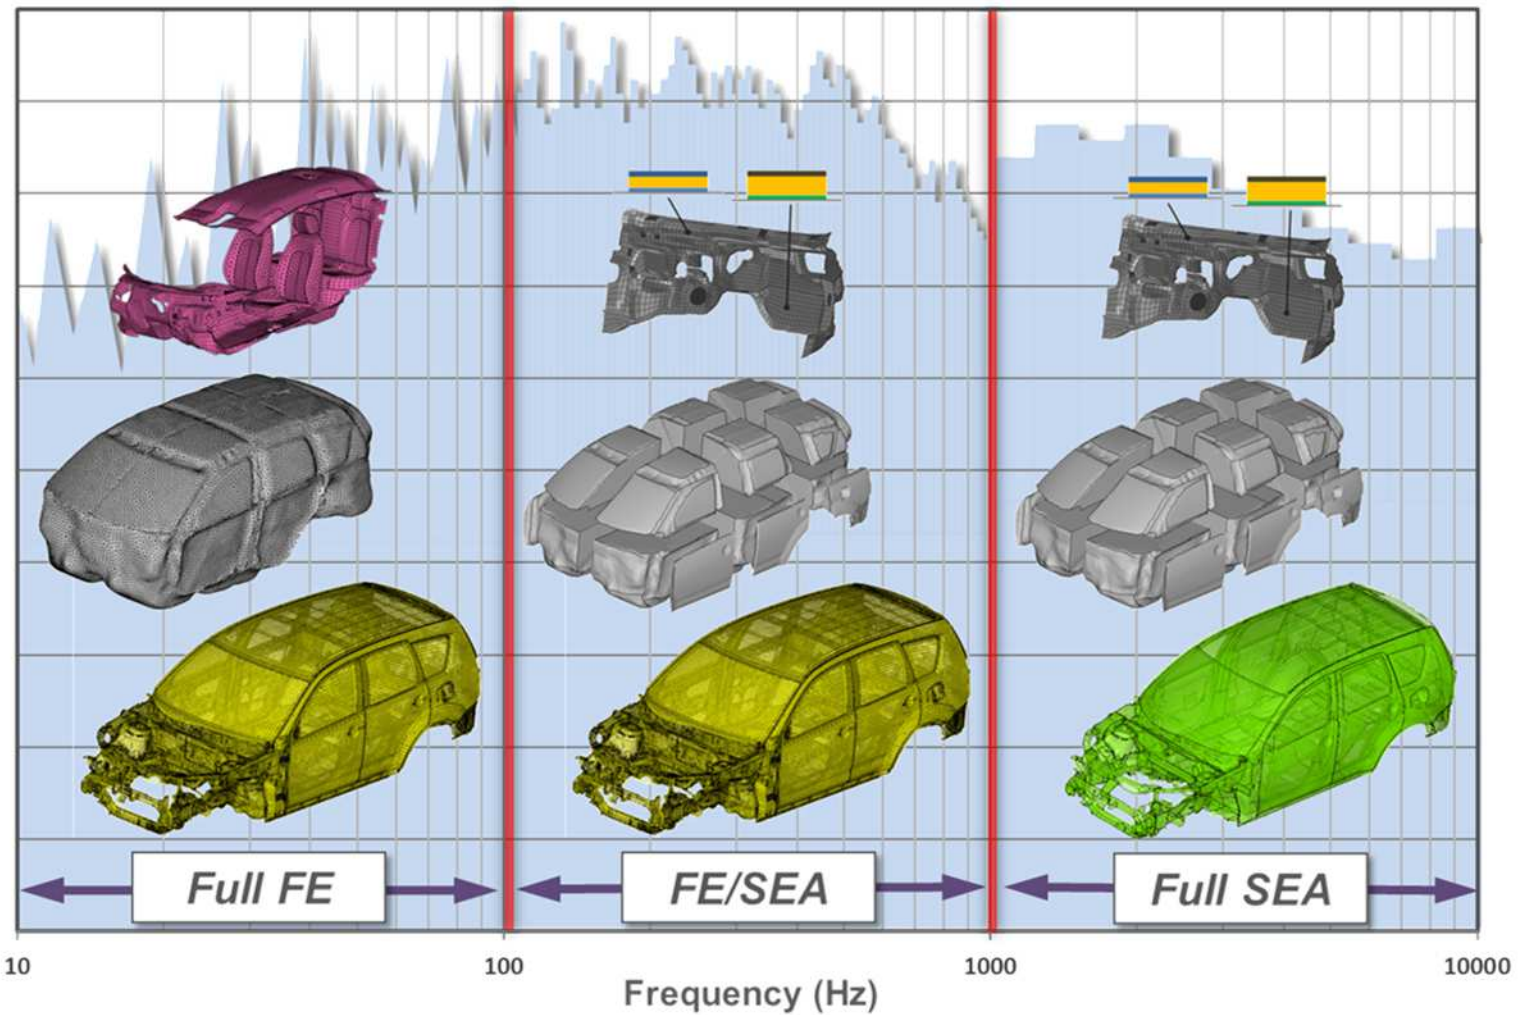 Full FE
FE/SEA
Full SEA
10
100
1000
10000
Frequency (Hz)